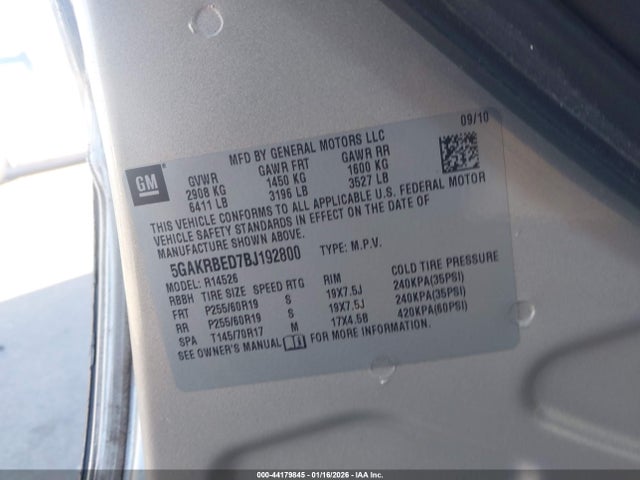 09/10
MFD BY GENERAL MOTORS LLC
GM
GVWR GAWR FRT GAWR RR
2908 KG 1450 KG 1600 KG
6411 LB 3196 LB 3527 LB
THIS VEHICLE CONFORMS TO ALL APPLICABLE U.S. FEDERAL MOTOR
VEHICLE SAFETY STANDARDS IN EFFECT ON THE DATE OF
MANUFACTURE SHOWN ABOVE.
5GAKRBED7BJ192800 TYPE: M.P.V.
MODEL: R14526
RBBH TIRE SIZE SPEED RTG RIM COLD TIRE PRESSURE
FRT P255/60R19 S 19X7.5J 240KPA(35PSI)
RR P255/60R19 S 19X7.5J 240KPA(35PSI)
SPA T145/70R17 M 17X4.5B 420KPA(60PSI)
SEE OWNER'S MANUAL FOR MORE INFORMATION.
000-44179845 - 01/16/2026 - IAA Inc.